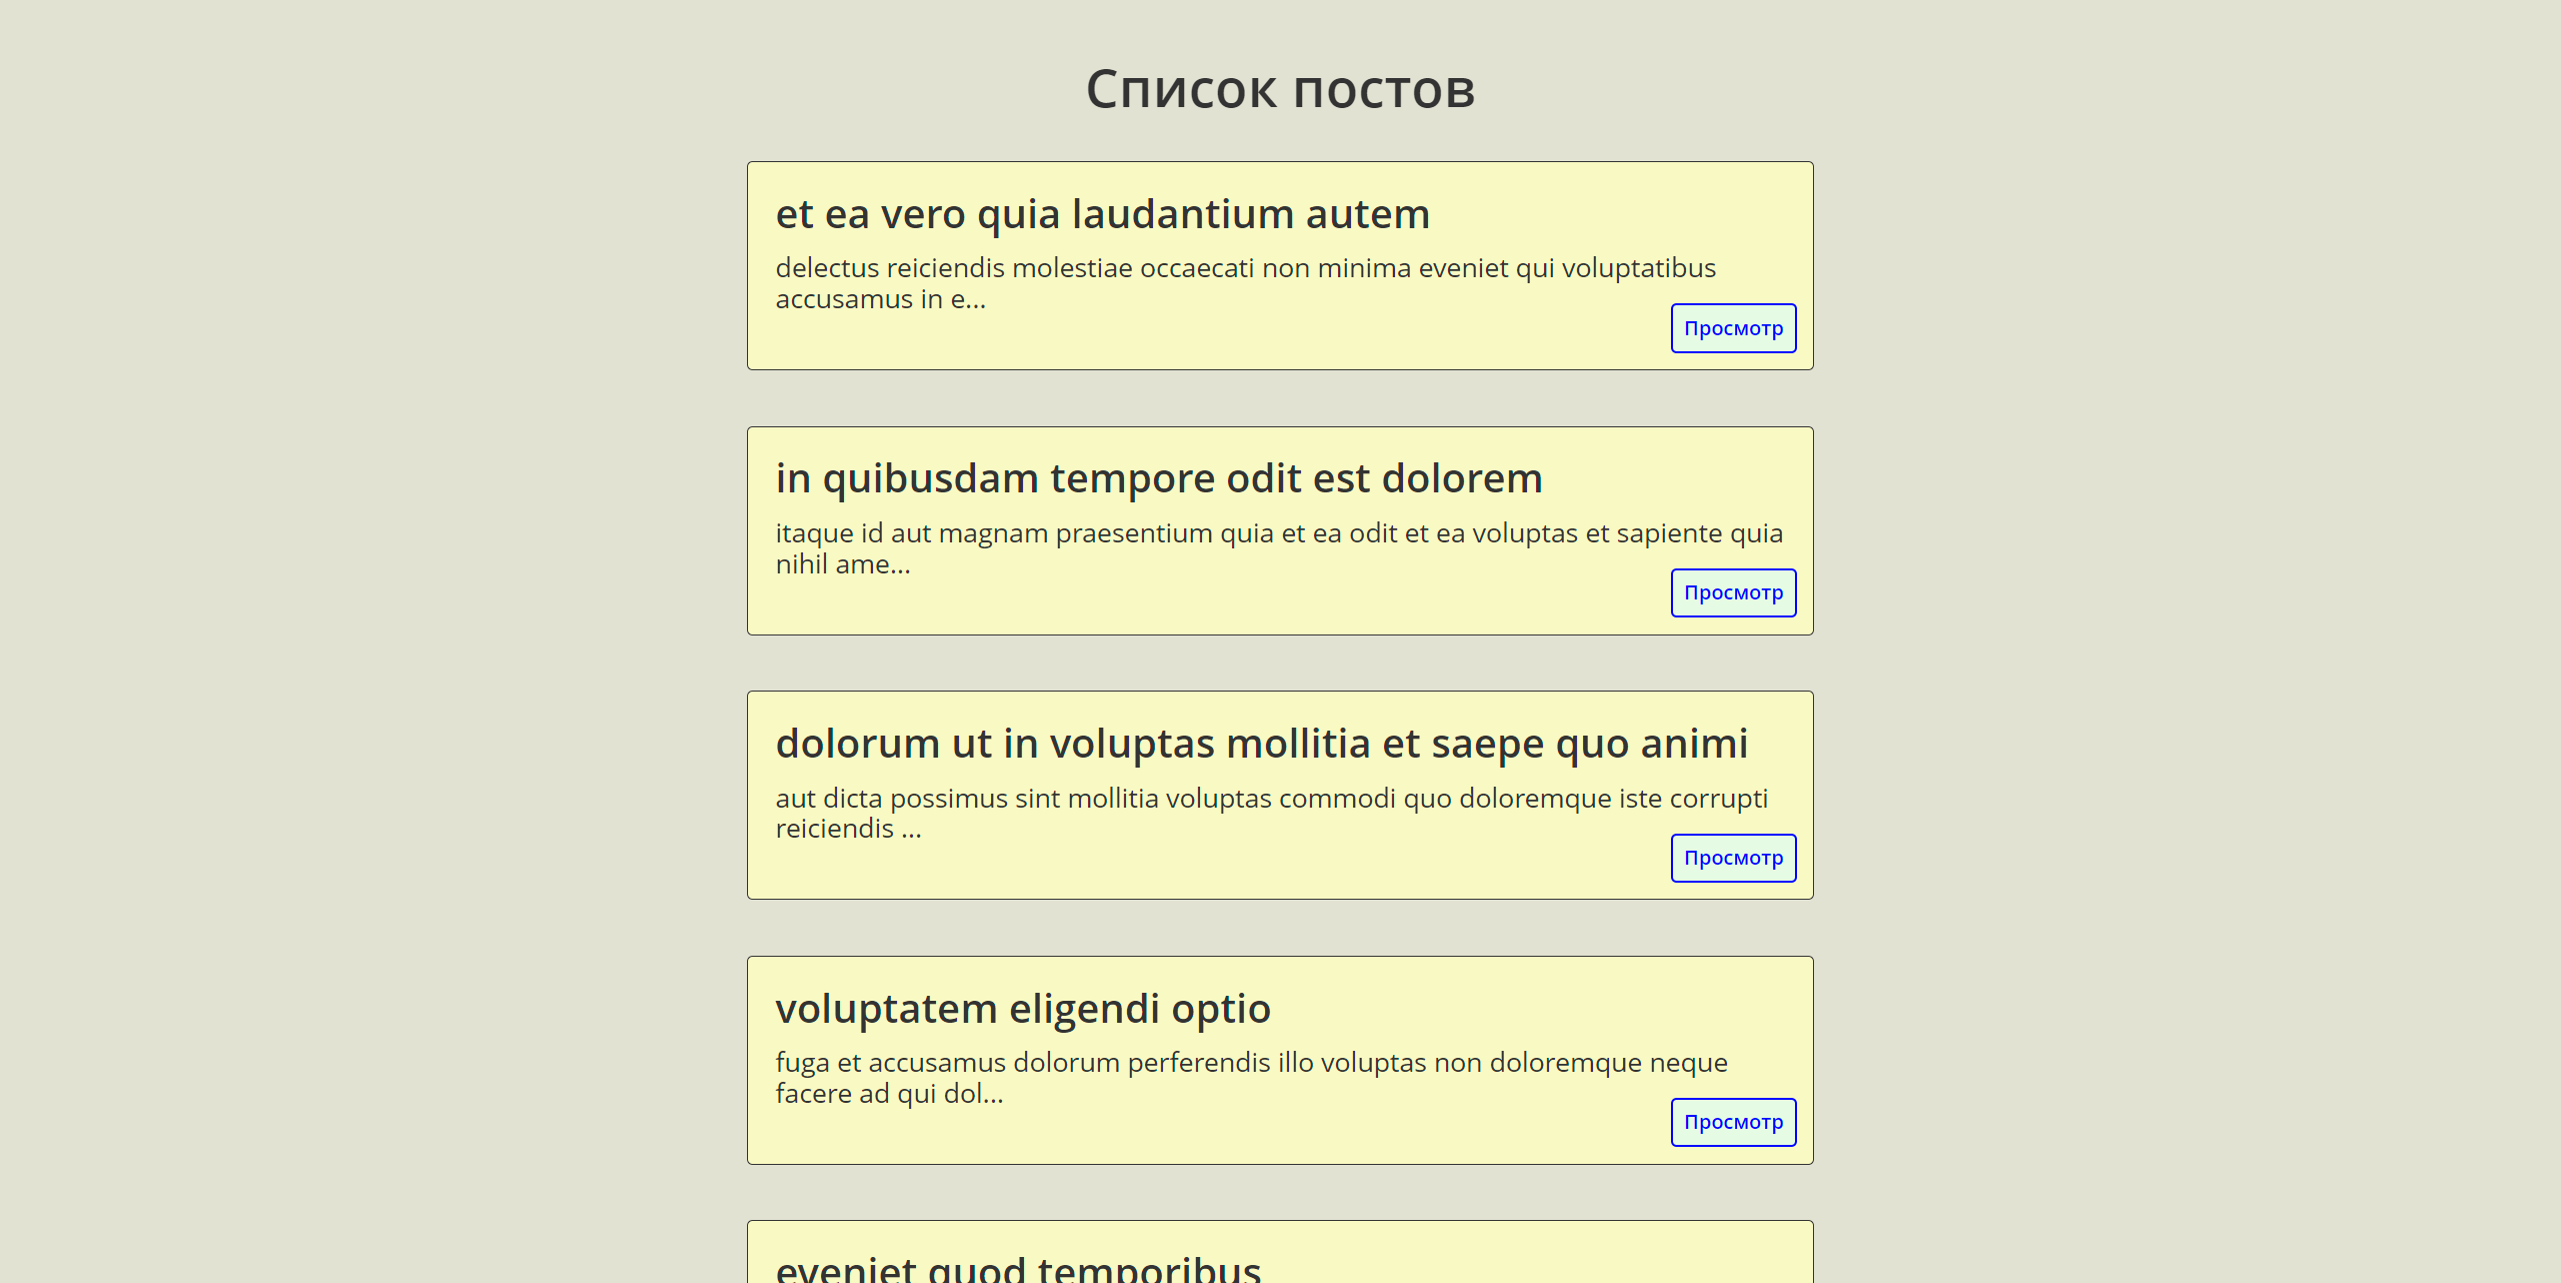 Список постов
et ea vero quia laudantium autem
delectus reiciendis molestiae occaecati non minima eveniet qui voluptatibus
accusamus in e...
Просмотр
in quibusdam tempore odit est dolorem
itaque id aut magnam praesentium quia et ea odit et ea voluptas et sapiente quia
nihil ame...
Просмотр
dolorum ut in voluptas mollitia et saepe quo animi
aut dicta possimus sint mollitia voluptas commodi quo doloremque iste corrupti
reiciendis ...
Просмотр
voluptatem eligendi optio
fuga et accusamus dolorum perferendis illo voluptas non doloremque neque
facere ad qui dol...
Просмотр
eveniet quod temporibus